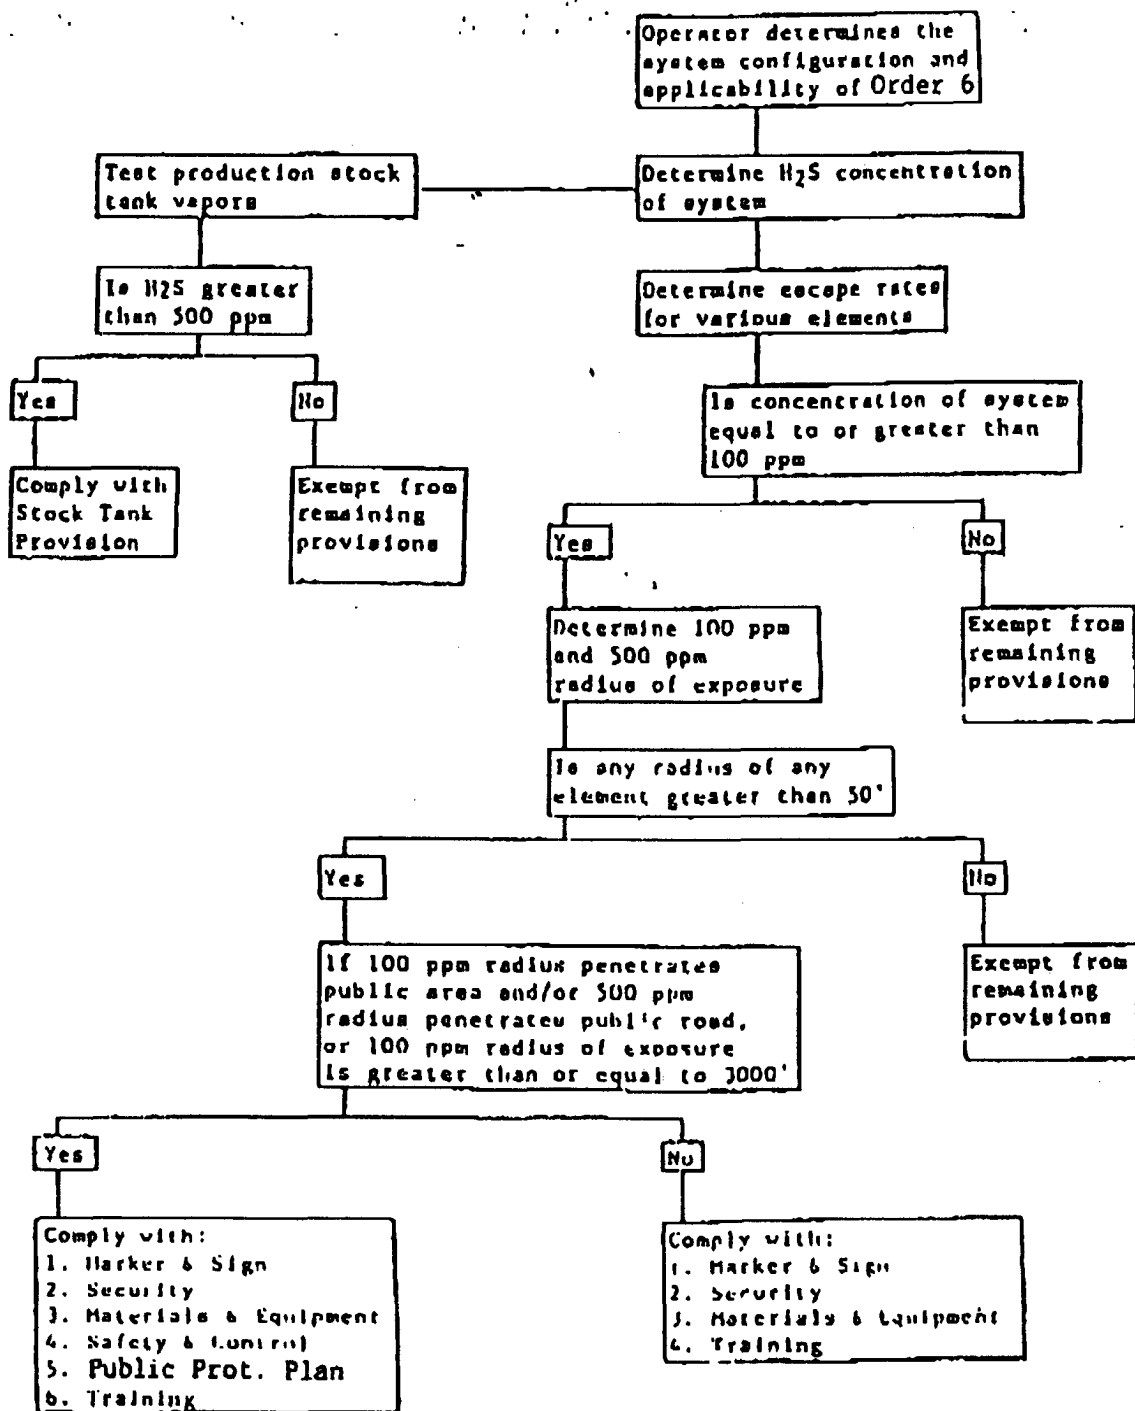 Operator determines the
system configuration and
applicability of Order 6
Test production stock
tank vapors
Determine H2S concentration
of system
Is H2S greater
than 500 ppm
Determine escape rates
for various elements
Yes
No
Is concentration of system
equal to or greater than
100 ppm
Comply with
Stock Tank
Provision
Exempt from
remaining
provisions
Yes
No
Determine 100 ppm
and 500 ppm
radius of exposure
Exempt from
remaining
provisions
Is any radius of any
element greater than 50'
Yes
No
If 100 ppm radius penetrates
public area and/or 500 ppm
radius penetrates public road,
or 100 ppm radius of exposure
is greater than or equal to 3000'
Exempt from
remaining
provisions
Yes
No
Comply with:
1. Marker & Sign
2. Security
3. Materials & Equipment
4. Safety & Control
5. Public Prot. Plan
6. Training
Comply with:
1. Marker & Sign
2. Security
3. Materials & Equipment
4. Training